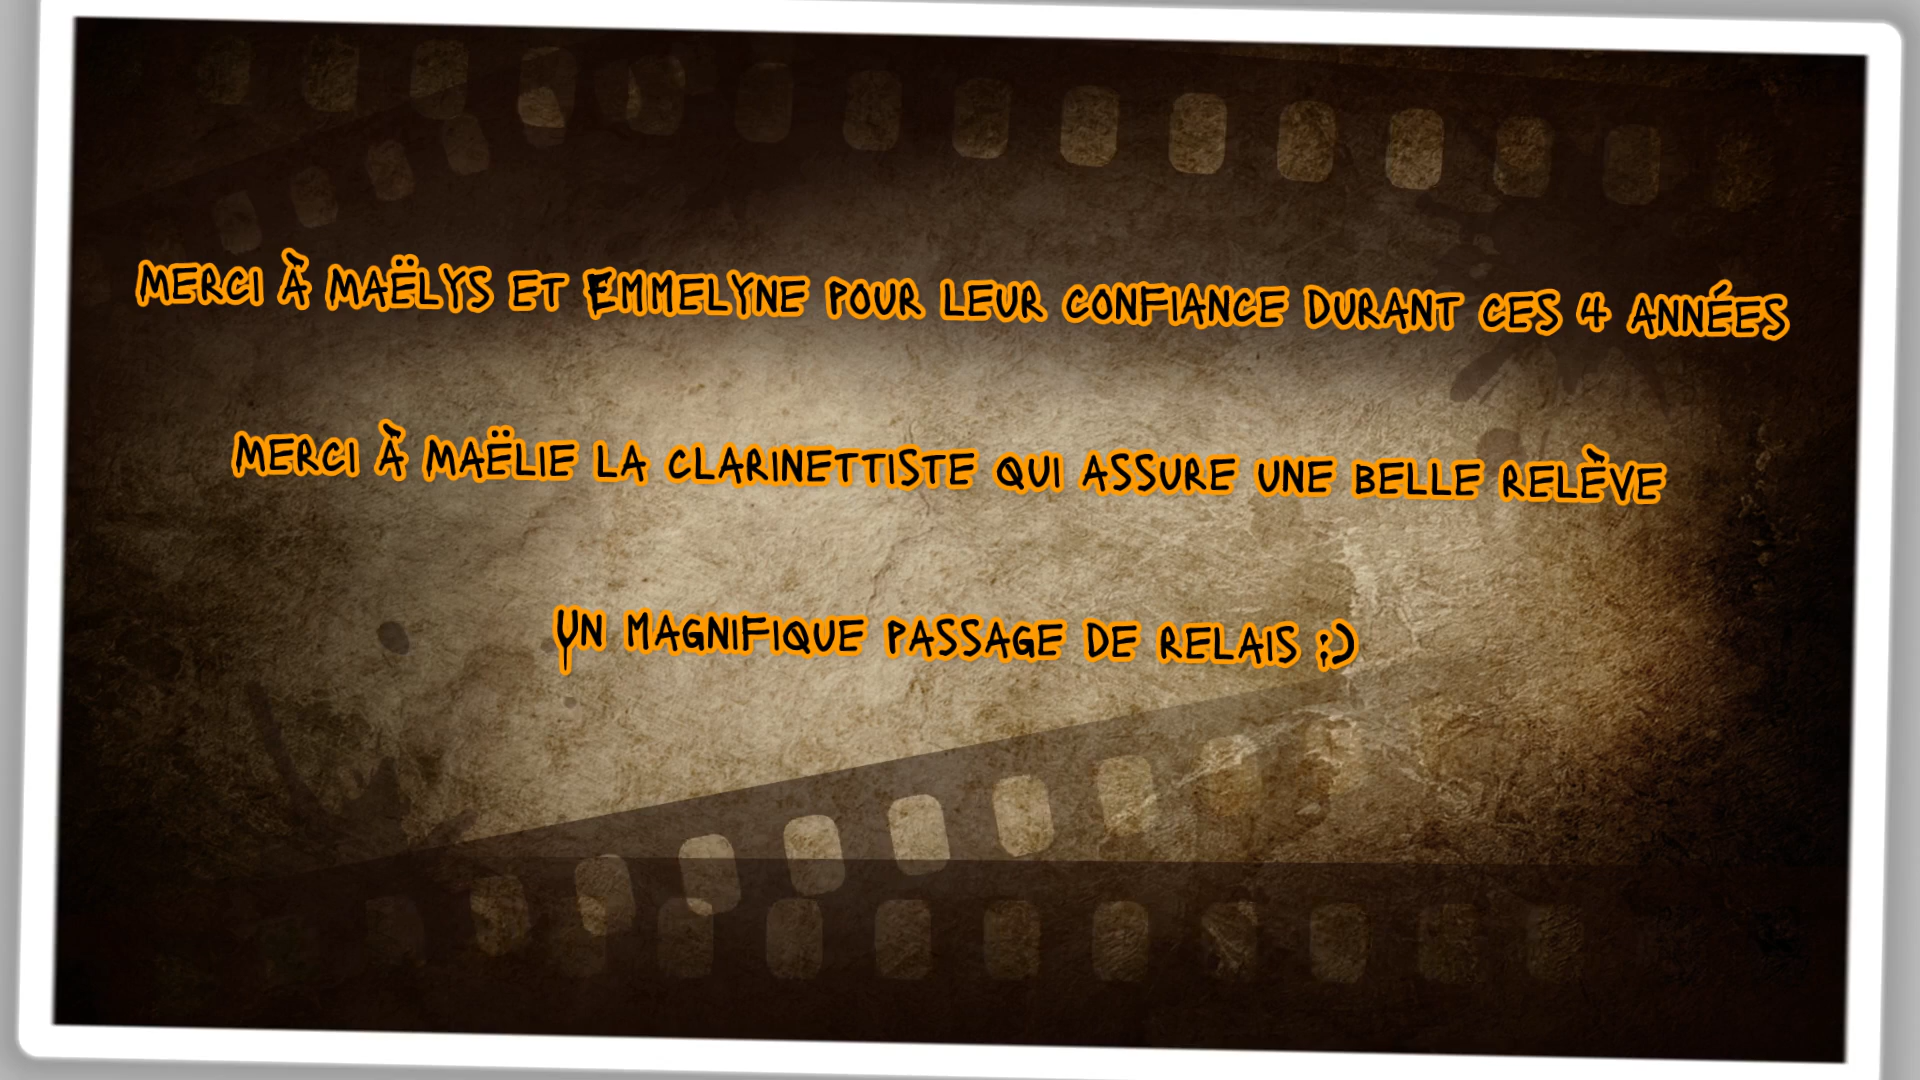 Merci à Maëlys et Emmelyne pour leur confiance durant ces 4 années
Merci à Maëlie la clarinettiste qui assure une belle relève
Un magnifique passage de relais ;)